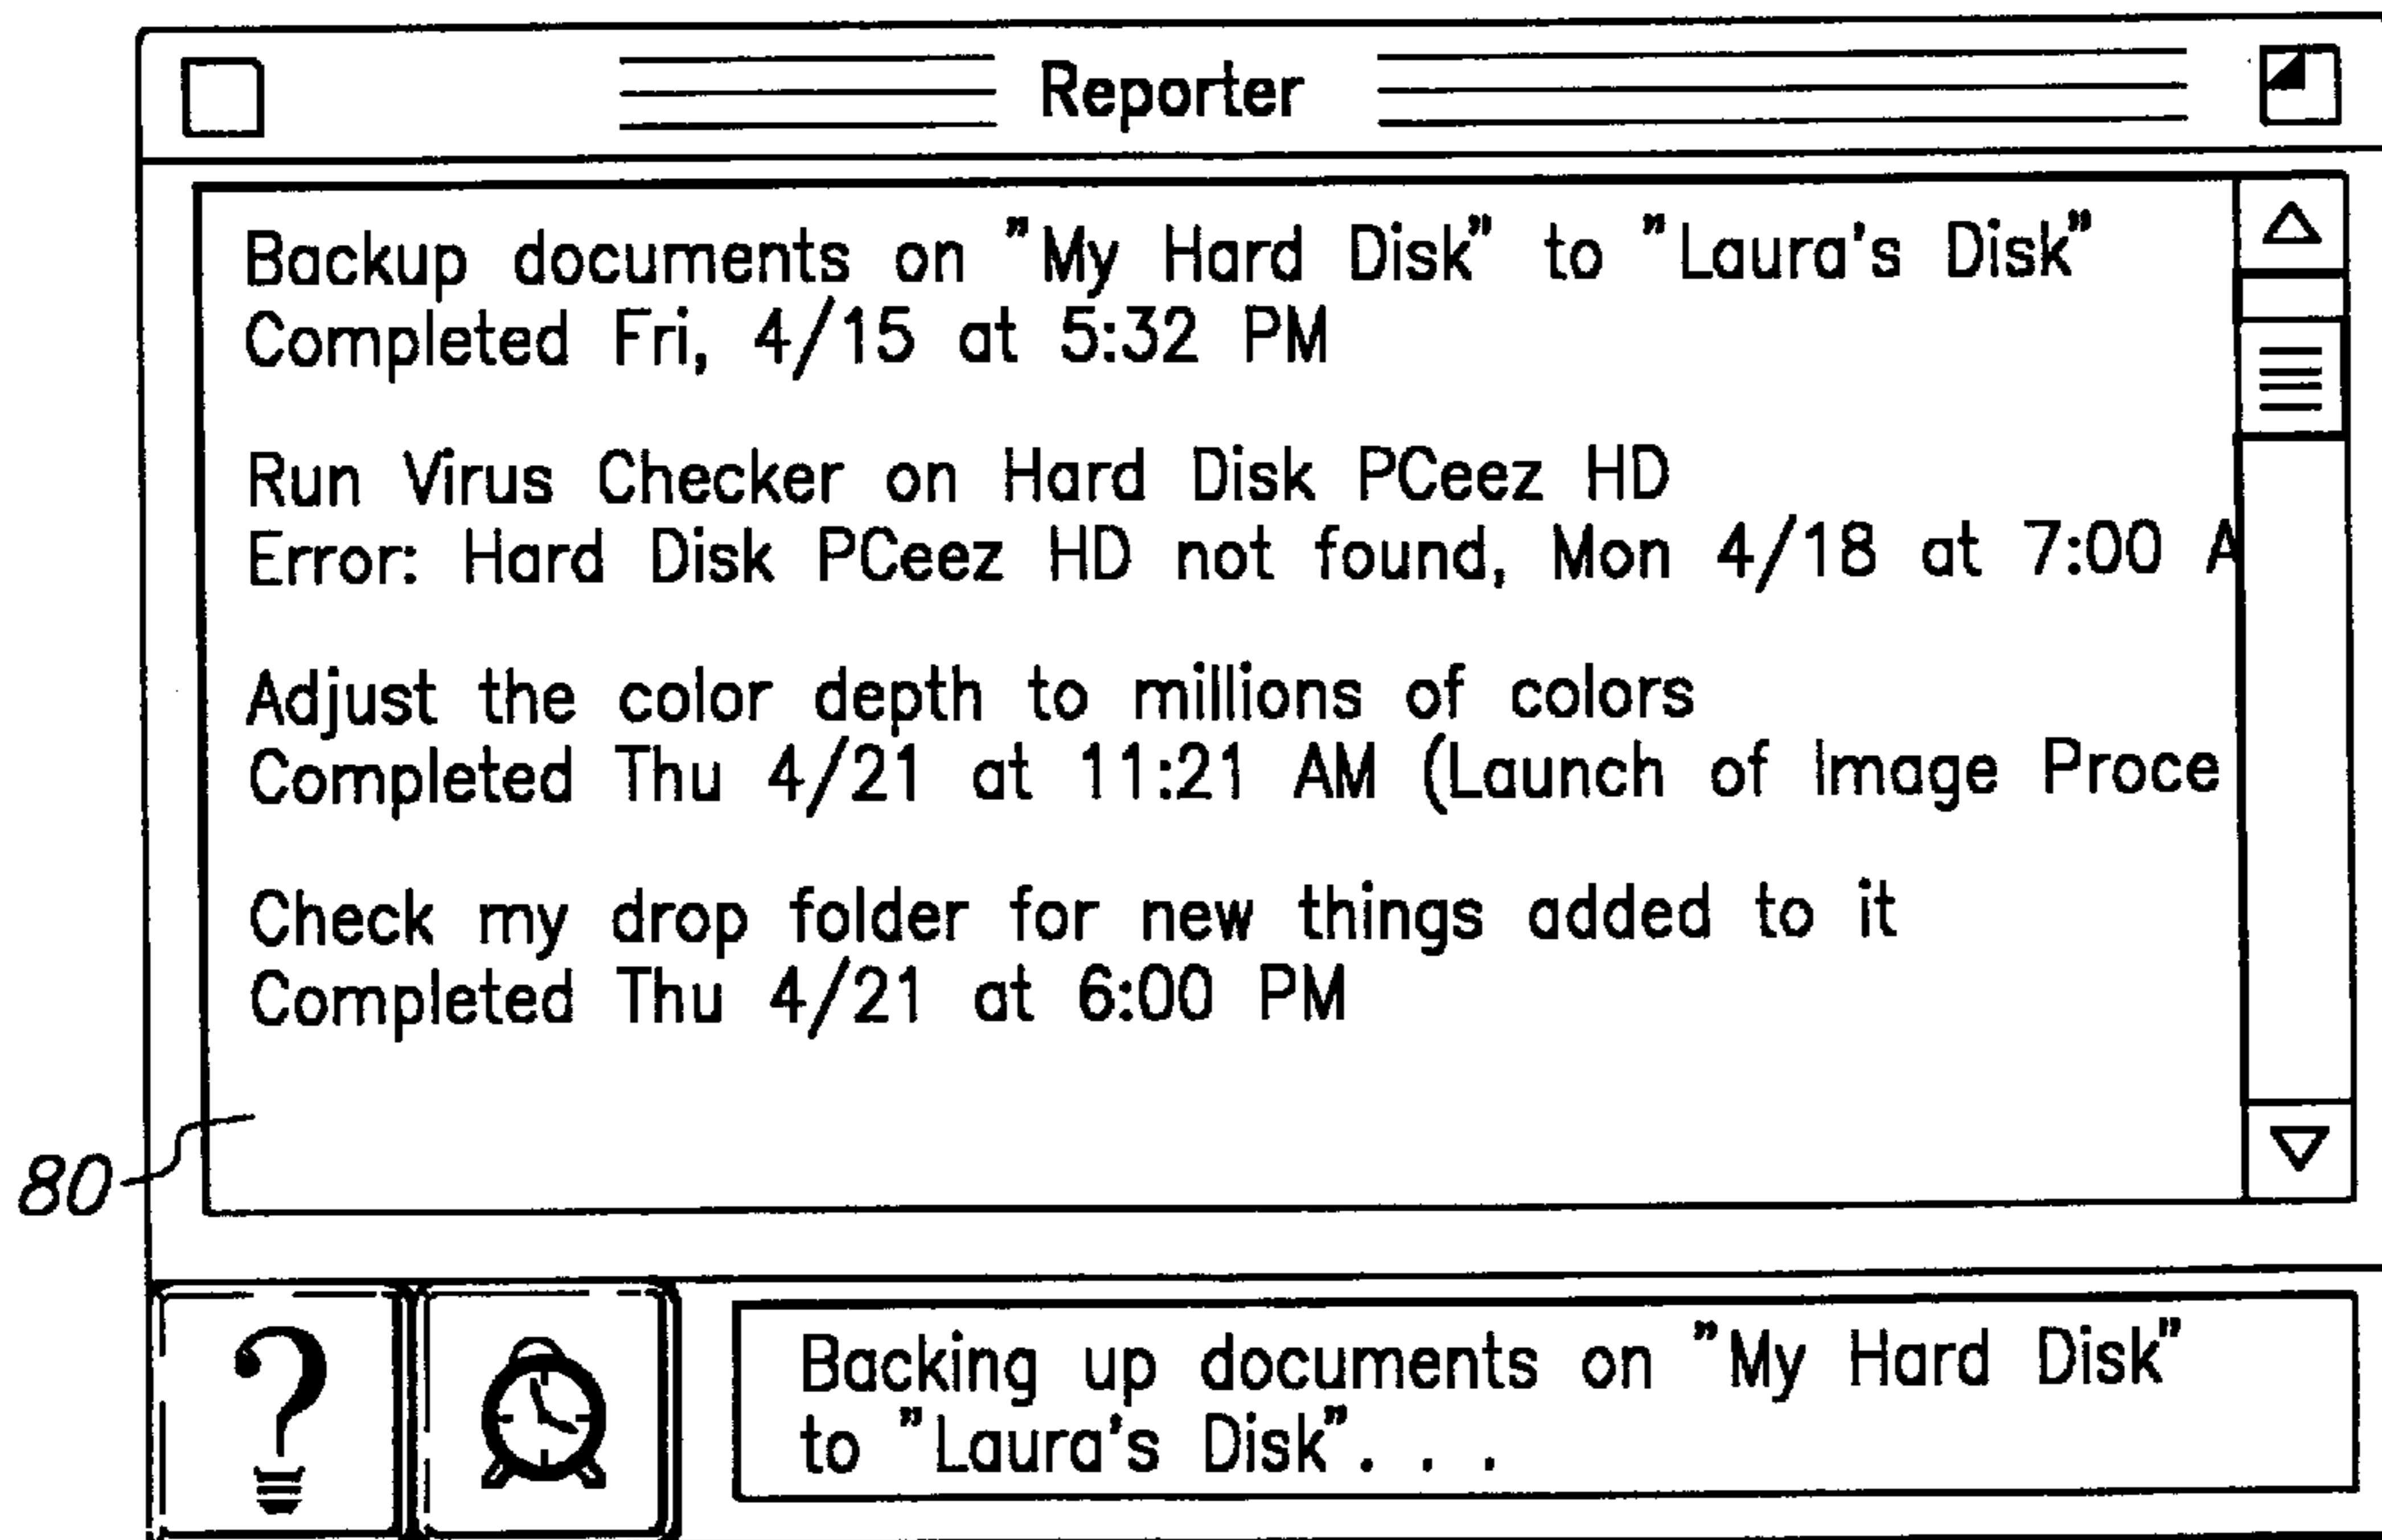 Reporter
Backup documents on "My Hard Disk" to "Laura's Disk"
Completed Fri, 4/15 at 5:32 PM
Run Virus Checker on Hard Disk PCeez HD
Error: Hard Disk PCeez HD not found, Mon 4/18 at 7:00 A
Adjust the color depth to millions of colors
Completed Thu 4/21 at 11:21 AM (Launch of Image Proce
Check my drop folder for new things added to it
Completed Thu 4/21 at 6:00 PM
80
?
Backing up documents on "My Hard Disk"
to "Laura's Disk". . .